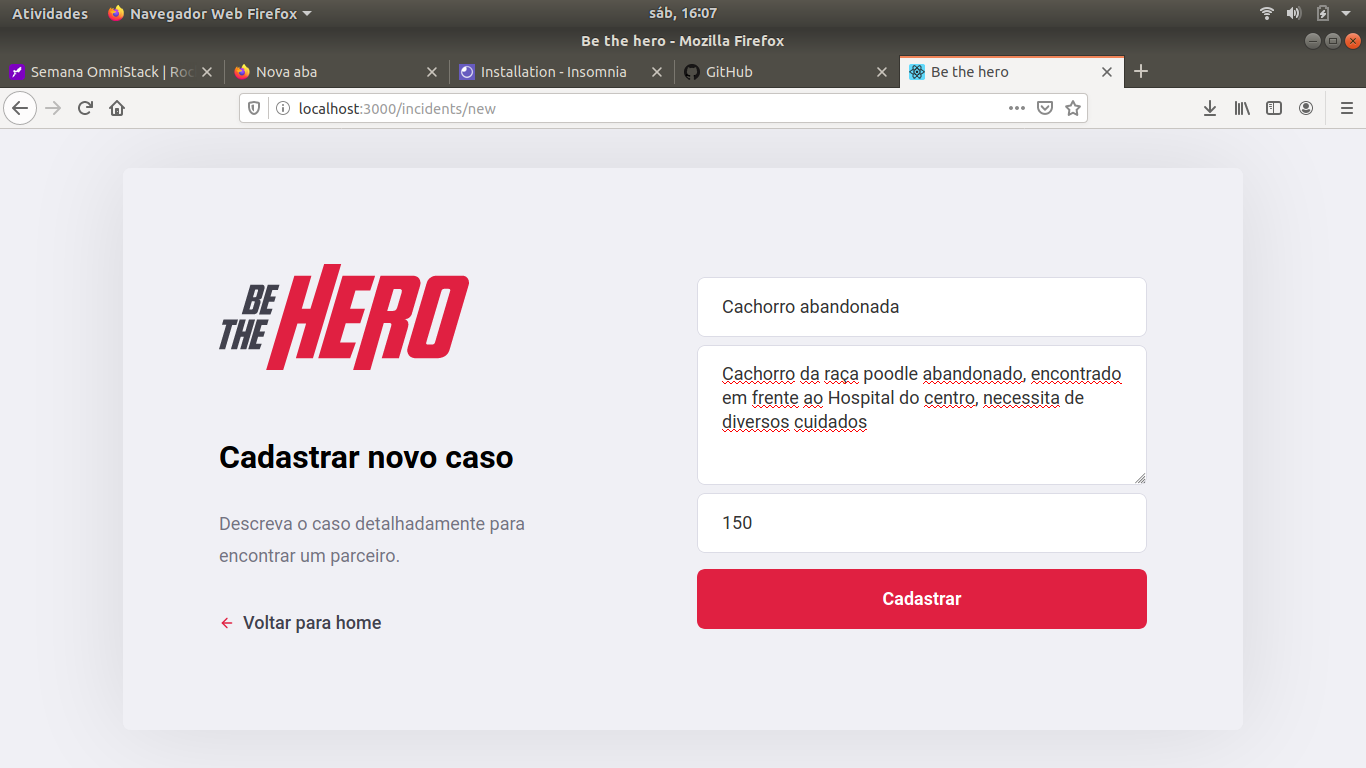 Atividades
Navegador Web Firefox
sáb, 16:07
Be the hero - Mozilla Firefox
Semana OmniStack | Roc
Nova aba
Installation - Insomnia
GitHub
Be the hero
localhost:3000/incidents/new
BE
THE
HERO
Cadastrar novo caso
Descreva o caso detalhadamente para
encontrar um parceiro.
Voltar para home
Cachorro abandonada
Cachorro da raça poodle abandonado, encontrado
em frente ao Hospital do centro, necessita de
diversos cuidados
150
Cadastrar